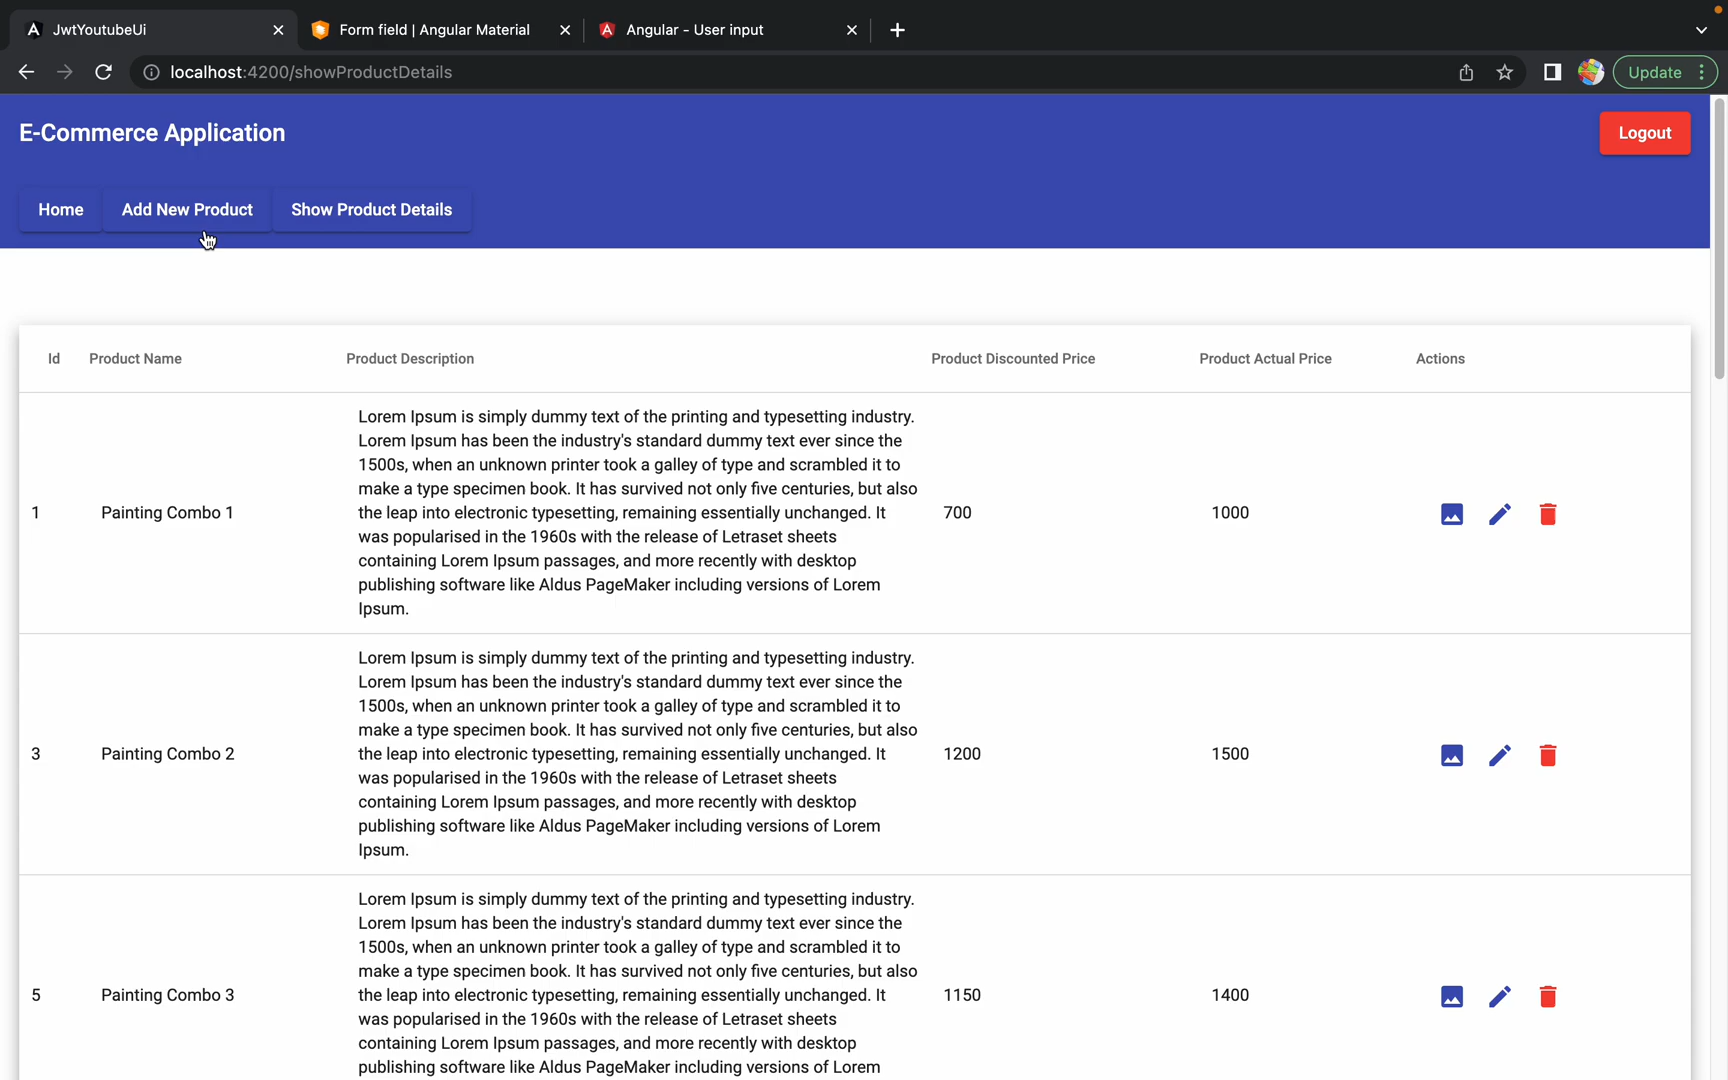 JwtYoutubeUi
Form field | Angular Material
Angular - User input
localhost:4200/showProductDetails
Update
E-Commerce Application
Logout
Home
Add New Product
Show Product Details
Id Product Name Product Description Product Discounted Price Product Actual Price Actions
Lorem Ipsum is simply dummy text of the printing and typesetting industry.
Lorem Ipsum has been the industry's standard dummy text ever since the
1500s, when an unknown printer took a galley of type and scrambled it to
make a type specimen book. It has survived not only five centuries, but also
1 Painting Combo 1 the leap into electronic typesetting, remaining essentially unchanged. It 700 1000
was popularised in the 1960s with the release of Letraset sheets
containing Lorem Ipsum passages, and more recently with desktop
publishing software like Aldus PageMaker including versions of Lorem
Ipsum.
Lorem Ipsum is simply dummy text of the printing and typesetting industry.
Lorem Ipsum has been the industry's standard dummy text ever since the
1500s, when an unknown printer took a galley of type and scrambled it to
make a type specimen book. It has survived not only five centuries, but also
3 Painting Combo 2 the leap into electronic typesetting, remaining essentially unchanged. It 1200 1500
was popularised in the 1960s with the release of Letraset sheets
containing Lorem Ipsum passages, and more recently with desktop
publishing software like Aldus PageMaker including versions of Lorem
Ipsum.
Lorem Ipsum is simply dummy text of the printing and typesetting industry.
Lorem Ipsum has been the industry's standard dummy text ever since the
1500s, when an unknown printer took a galley of type and scrambled it to
make a type specimen book. It has survived not only five centuries, but also
5 Painting Combo 3 the leap into electronic typesetting, remaining essentially unchanged. It 1150 1400
was popularised in the 1960s with the release of Letraset sheets
containing Lorem Ipsum passages, and more recently with desktop
publishing software like Aldus PageMaker including versions of Lorem